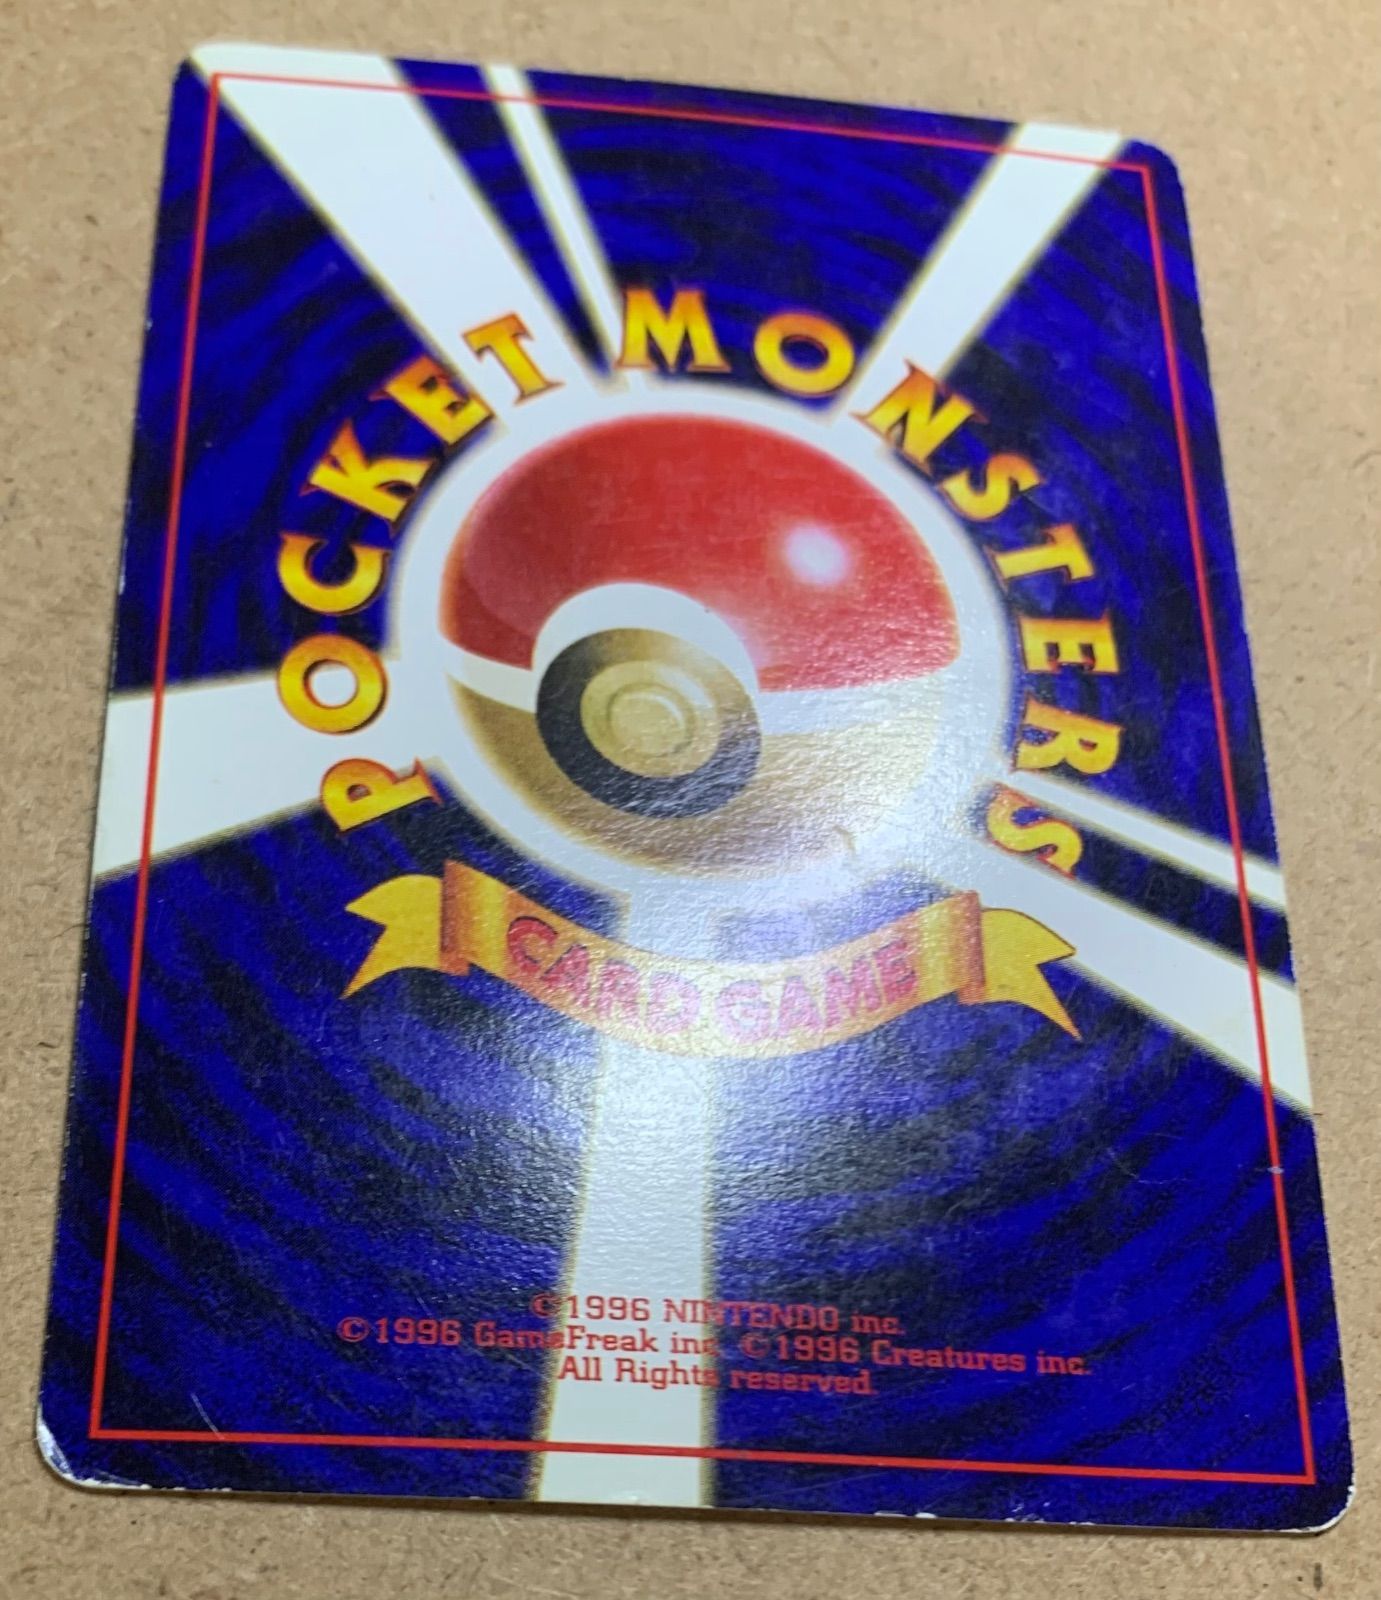 POCKET MONSTERS
CARD GAME
©1996 NINTENDO inc.
©1996 GameFreak inc. ©1996 Creatures inc.
All Rights reserved.